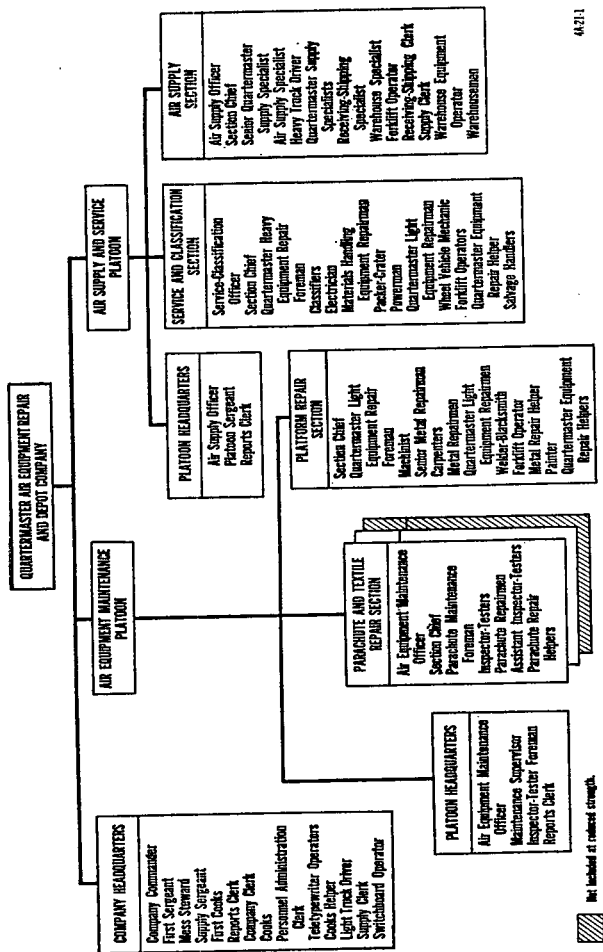 QUARTERMASTER AIR EQUIPMENT REPAIR
AND DEPOT COMPANY
COMPANY HEADQUARTERS
Company Commander
First Sergeant
Mess Steward
Supply Sergeant
First Cooks
Reports Clerk
Company Clerk
Cooks
Personnel Administration
Clerk
Teletypewriter Operators
Cooks Helper
Light Truck Driver
Supply Clerk
Switchboard Operator
AIR EQUIPMENT MAINTENANCE
PLATOON
PLATOON HEADQUARTERS
Air Equipment Maintenance
Officer
Maintenance Supervisor
Inspector-Tester Foreman
Reports Clerk
PARACHUTE AND TEXTILE
REPAIR SECTION
Air Equipment Maintenance
Officer
Section Chief
Parachute Maintenance
Foreman
Inspector-Testers
Parachute Repairmen
Assistant Inspector-Testers
Parachute Repair
Helpers
PLATFORM REPAIR
SECTION
Section Chief
Quartermaster Light
Equipment Repair
Foreman
Machinist
Senior Metal Repairman
Carpenters
Metal Repairmen
Quartermaster Light
Equipment Repairmen
Welder-Blacksmith
Forklift Operator
Metal Repair Helper
Painter
Quartermaster Equipment
Repair Helpers
AIR SUPPLY AND SERVICE
PLATOON
PLATOON HEADQUARTERS
Air Supply Officer
Platoon Sergeant
Reports Clerk
SERVICE AND CLASSIFICATION
SECTION
Service-Classification
Officer
Section Chief
Quartermaster Heavy
Equipment Repair
Foreman
Classifiers
Electrician
Materials Handling
Equipment Repairman
Packer-Crater
Powerman
Quartermaster Light
Equipment Repairman
Wheel Vehicle Mechanic
Forklift Operators
Quartermaster Equipment
Repair Helper
Salvage Handlers
AIR SUPPLY
SECTION
Air Supply Officer
Section Chief
Senior Quartermaster
Supply Specialist
Air Supply Specialist
Heavy Truck Driver
Quartermaster Supply
Specialists
Receiving-Shipping
Specialist
Warehouse Specialist
Forklift Operator
Receiving-Shipping Clerk
Supply Clerk
Warehouse Equipment
Operator
Warehouseman
Not included at reduced strength.
4A-21-1